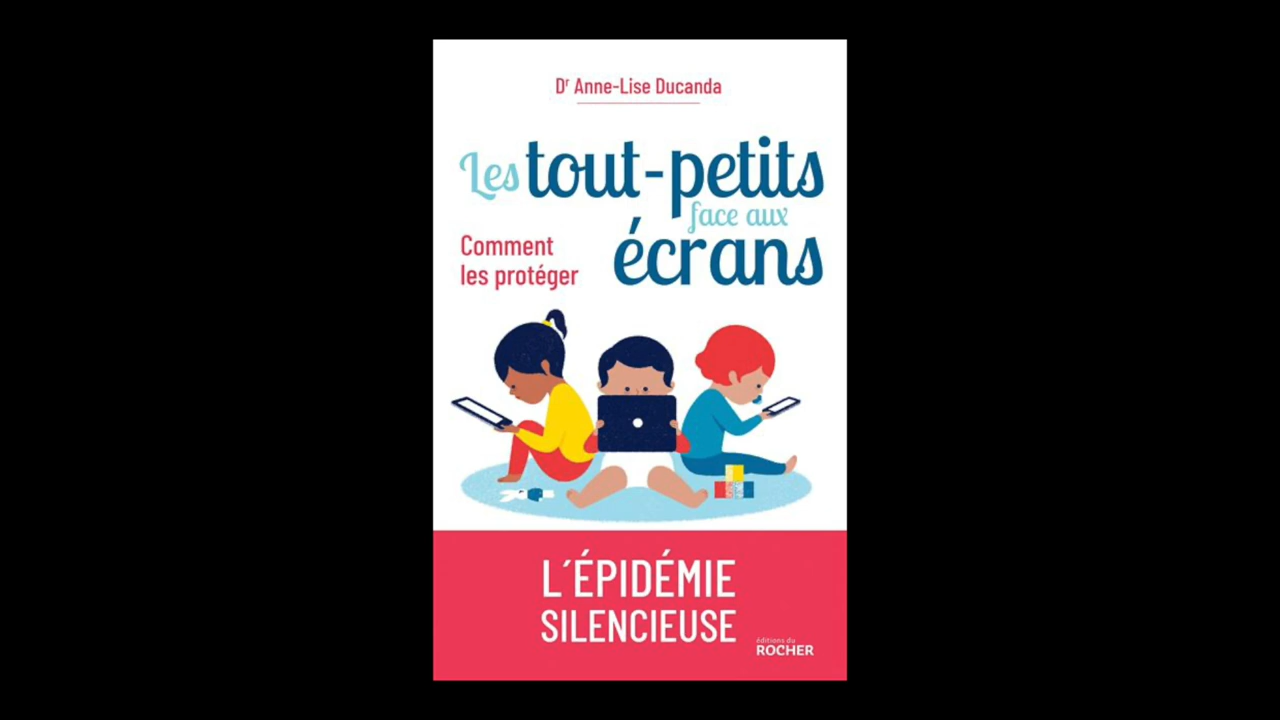 Dr Anne-Lise Ducanda
Les tout-petits
face aux
écrans
Comment
les protéger
L´ÉPIDÉMIE
SILENCIEUSE
éditions du
ROCHER